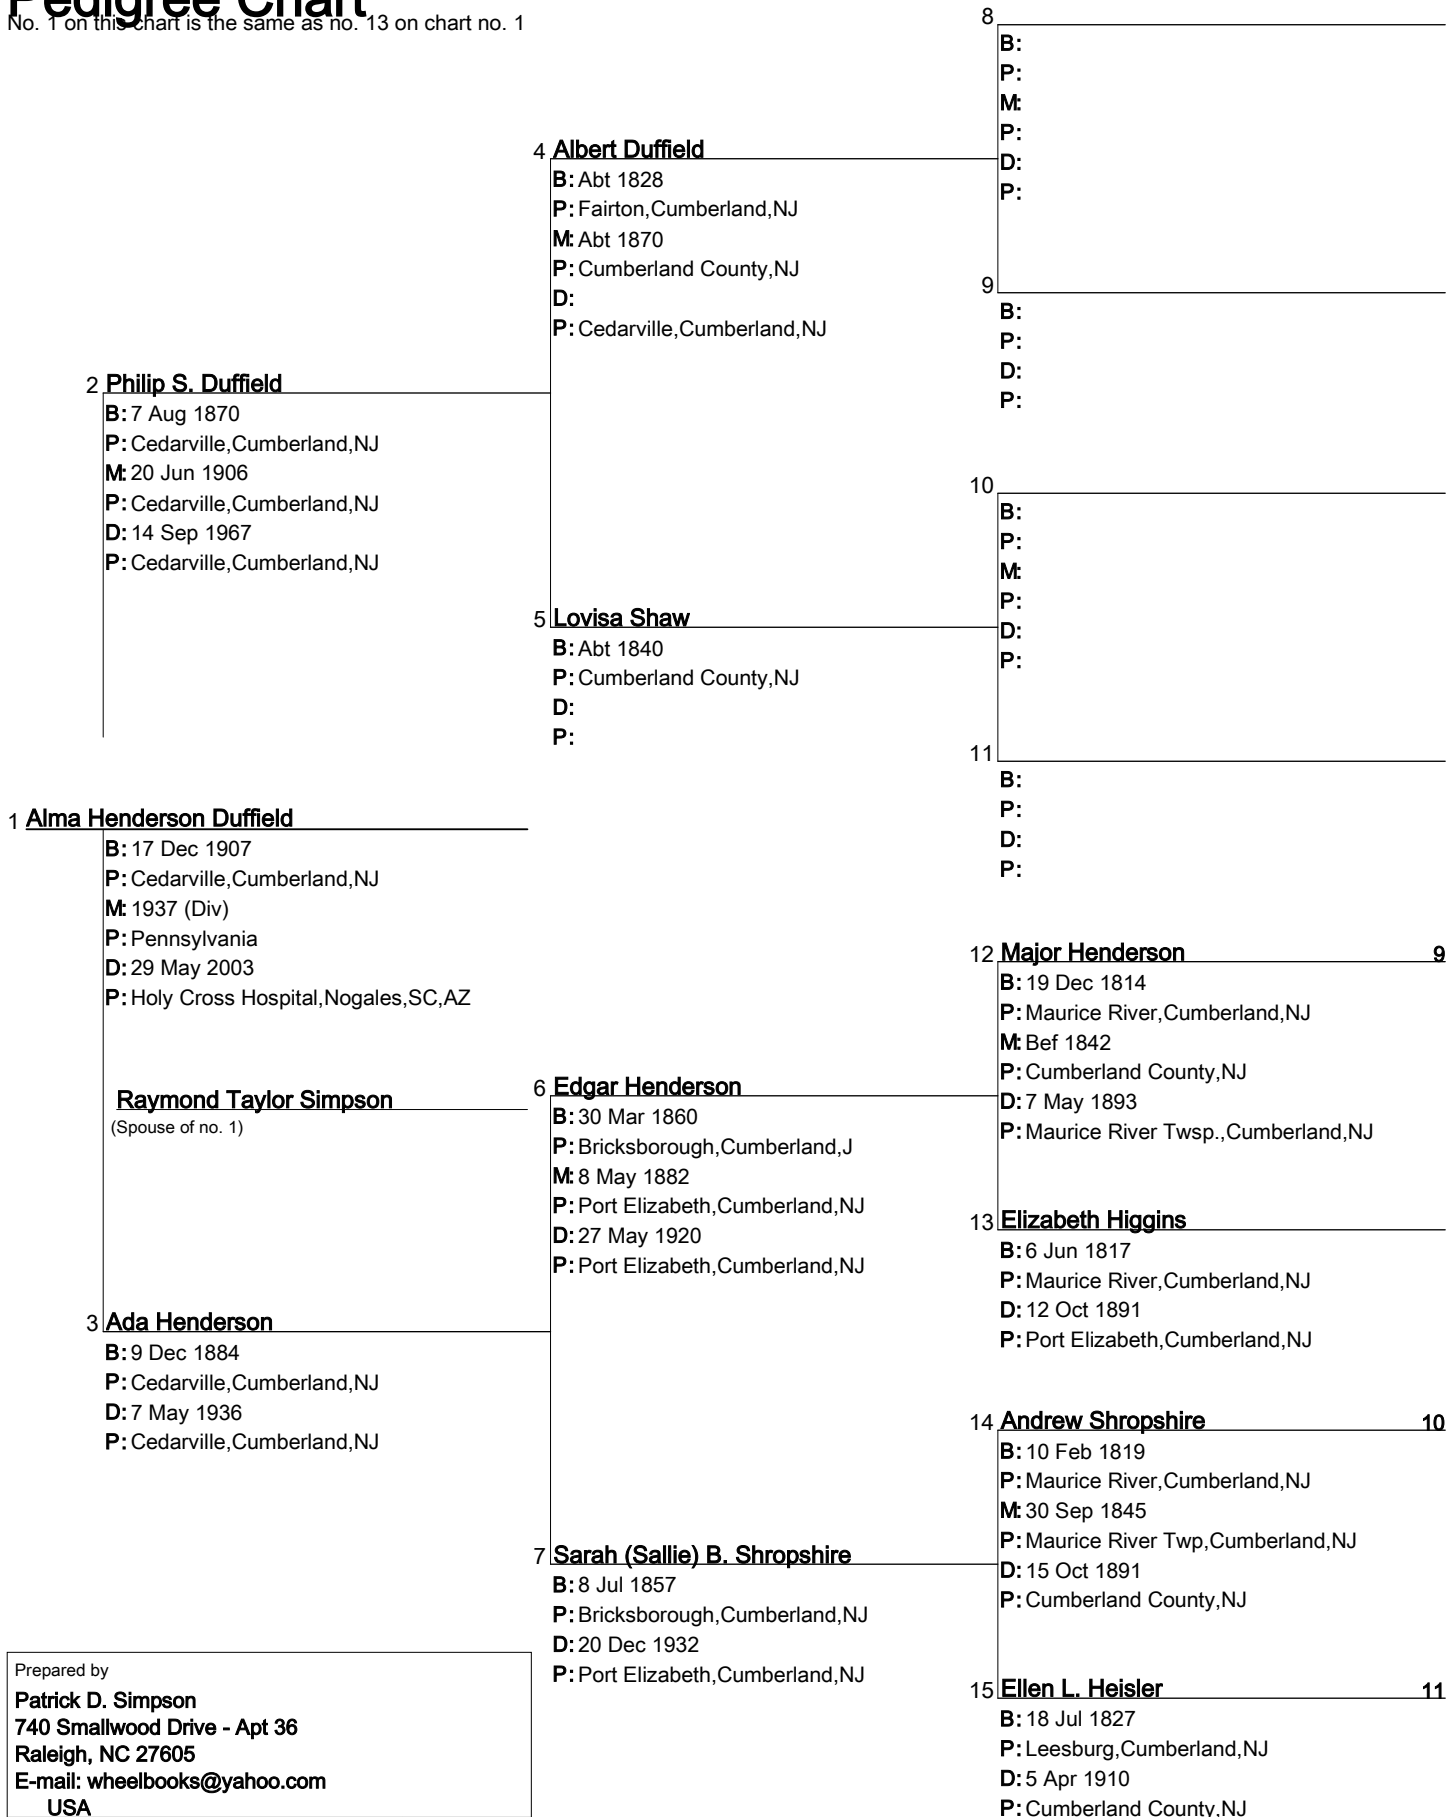 Pedigree Chart
No. 1 on this chart is the same as no. 13 on chart no. 1
8
B:
P:
M:
P:
D:
P:
4 Albert Duffield
B: Abt 1828
P: Fairton,Cumberland,NJ
M: Abt 1870
P: Cumberland County,NJ
D:
P: Cedarville,Cumberland,NJ
9
B:
P:
D:
P:
2 Philip S. Duffield
B: 7 Aug 1870
P: Cedarville,Cumberland,NJ
M: 20 Jun 1906
P: Cedarville,Cumberland,NJ
D: 14 Sep 1967
P: Cedarville,Cumberland,NJ
10
B:
P:
M:
P:
D:
P:
5 Lovisa Shaw
B: Abt 1840
P: Cumberland County,NJ
D:
P:
11
B:
P:
D:
P:
1 Alma Henderson Duffield
B: 17 Dec 1907
P: Cedarville,Cumberland,NJ
M: 1937 (Div)
P: Pennsylvania
D: 29 May 2003
P: Holy Cross Hospital,Nogales,SC,AZ
Raymond Taylor Simpson
(Spouse of no. 1)
12 Major Henderson 9
B: 19 Dec 1814
P: Maurice River,Cumberland,NJ
M: Bef 1842
P: Cumberland County,NJ
D: 7 May 1893
P: Maurice River Twsp.,Cumberland,NJ
6 Edgar Henderson
B: 30 Mar 1860
P: Bricksborough,Cumberland,J
M: 8 May 1882
P: Port Elizabeth,Cumberland,NJ
D: 27 May 1920
P: Port Elizabeth,Cumberland,NJ
13 Elizabeth Higgins
B: 6 Jun 1817
P: Maurice River,Cumberland,NJ
D: 12 Oct 1891
P: Port Elizabeth,Cumberland,NJ
3 Ada Henderson
B: 9 Dec 1884
P: Cedarville,Cumberland,NJ
D: 7 May 1936
P: Cedarville,Cumberland,NJ
14 Andrew Shropshire 10
B: 10 Feb 1819
P: Maurice River,Cumberland,NJ
M: 30 Sep 1845
P: Maurice River Twp,Cumberland,NJ
D: 15 Oct 1891
P: Cumberland County,NJ
7 Sarah (Sallie) B. Shropshire
B: 8 Jul 1857
P: Bricksborough,Cumberland,NJ
D: 20 Dec 1932
P: Port Elizabeth,Cumberland,NJ
15 Ellen L. Heisler 11
B: 18 Jul 1827
P: Leesburg,Cumberland,NJ
D: 5 Apr 1910
P: Cumberland County,NJ
Prepared by
Patrick D. Simpson
740 Smallwood Drive - Apt 36
Raleigh, NC 27605
E-mail: wheelbooks@yahoo.com
USA